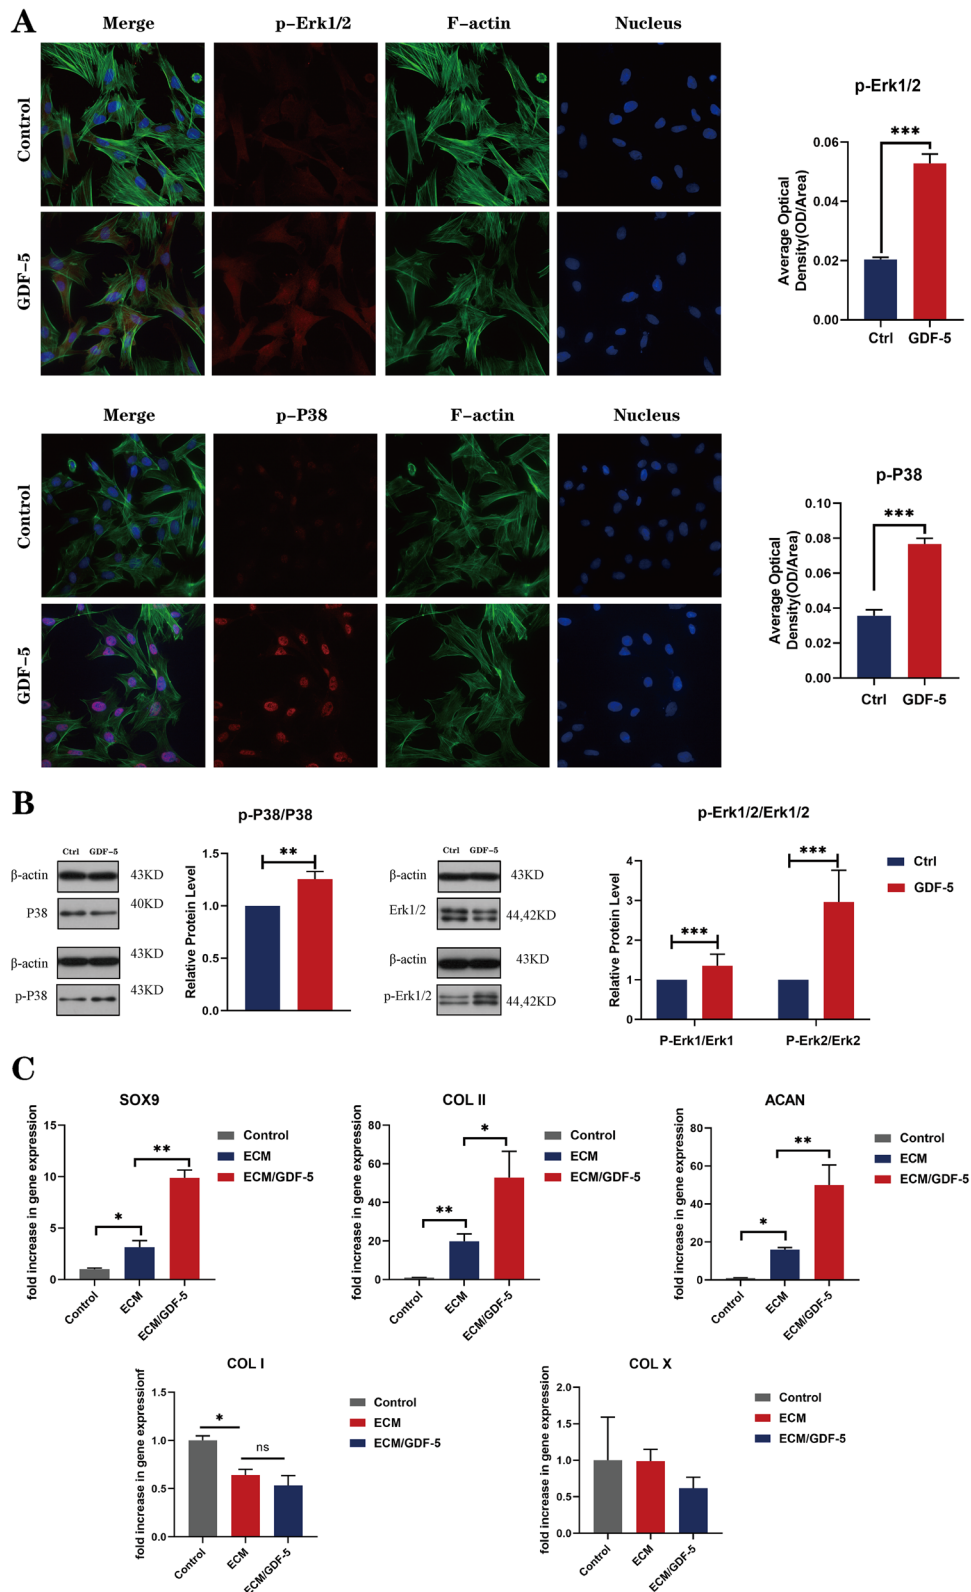 A
Merge p-Erk1/2 F-actin Nucleus
Control
GDF-5
p-Erk1/2
Average Optical
Density(OD/Area)
0.06
0.04
0.02
0.00
***
Ctrl GDF-5
Merge p-P38 F-actin Nucleus
Control
GDF-5
p-P38
Average Optical
Density(OD/Area)
0.10
0.08
0.06
0.04
0.02
0.00
***
Ctrl GDF-5
B
p-P38/P38
Ctrl GDF-5
β-actin 43KD
P38 40KD
β-actin 43KD
p-P38 43KD
Relative Protein Level
1.5
1.0
0.5
0.0
**
Ctrl GDF-5
β-actin 43KD
Erk1/2 44,42KD
β-actin 43KD
p-Erk1/2 44,42KD
p-Erk1/2/Erk1/2
Relative Protein Level
4
3
2
1
0
***
***
P-Erk1/Erk1 P-Erk2/Erk2
Ctrl
GDF-5
C
SOX9
fold increase in gene expression
15
10
5
0
*
**
Control ECM ECM/GDF-5
Control
ECM
ECM/GDF-5
COL II
fold increase in gene expression
80
60
40
20
0
**
*
Control ECM ECM/GDF-5
Control
ECM
ECM/GDF-5
ACAN
fold increase in gene expression
80
60
40
20
0
*
**
Control ECM ECM/GDF-5
Control
ECM
ECM/GDF-5
COL I
fold increase in gene expressionf
1.5
1.0
0.5
0.0
*
ns
Control ECM ECM/GDF-5
Control
ECM
ECM/GDF-5
COL X
fold increase in gene expression
2.0
1.5
1.0
0.5
0.0
Control ECM ECM/GDF-5
Control
ECM
ECM/GDF-5